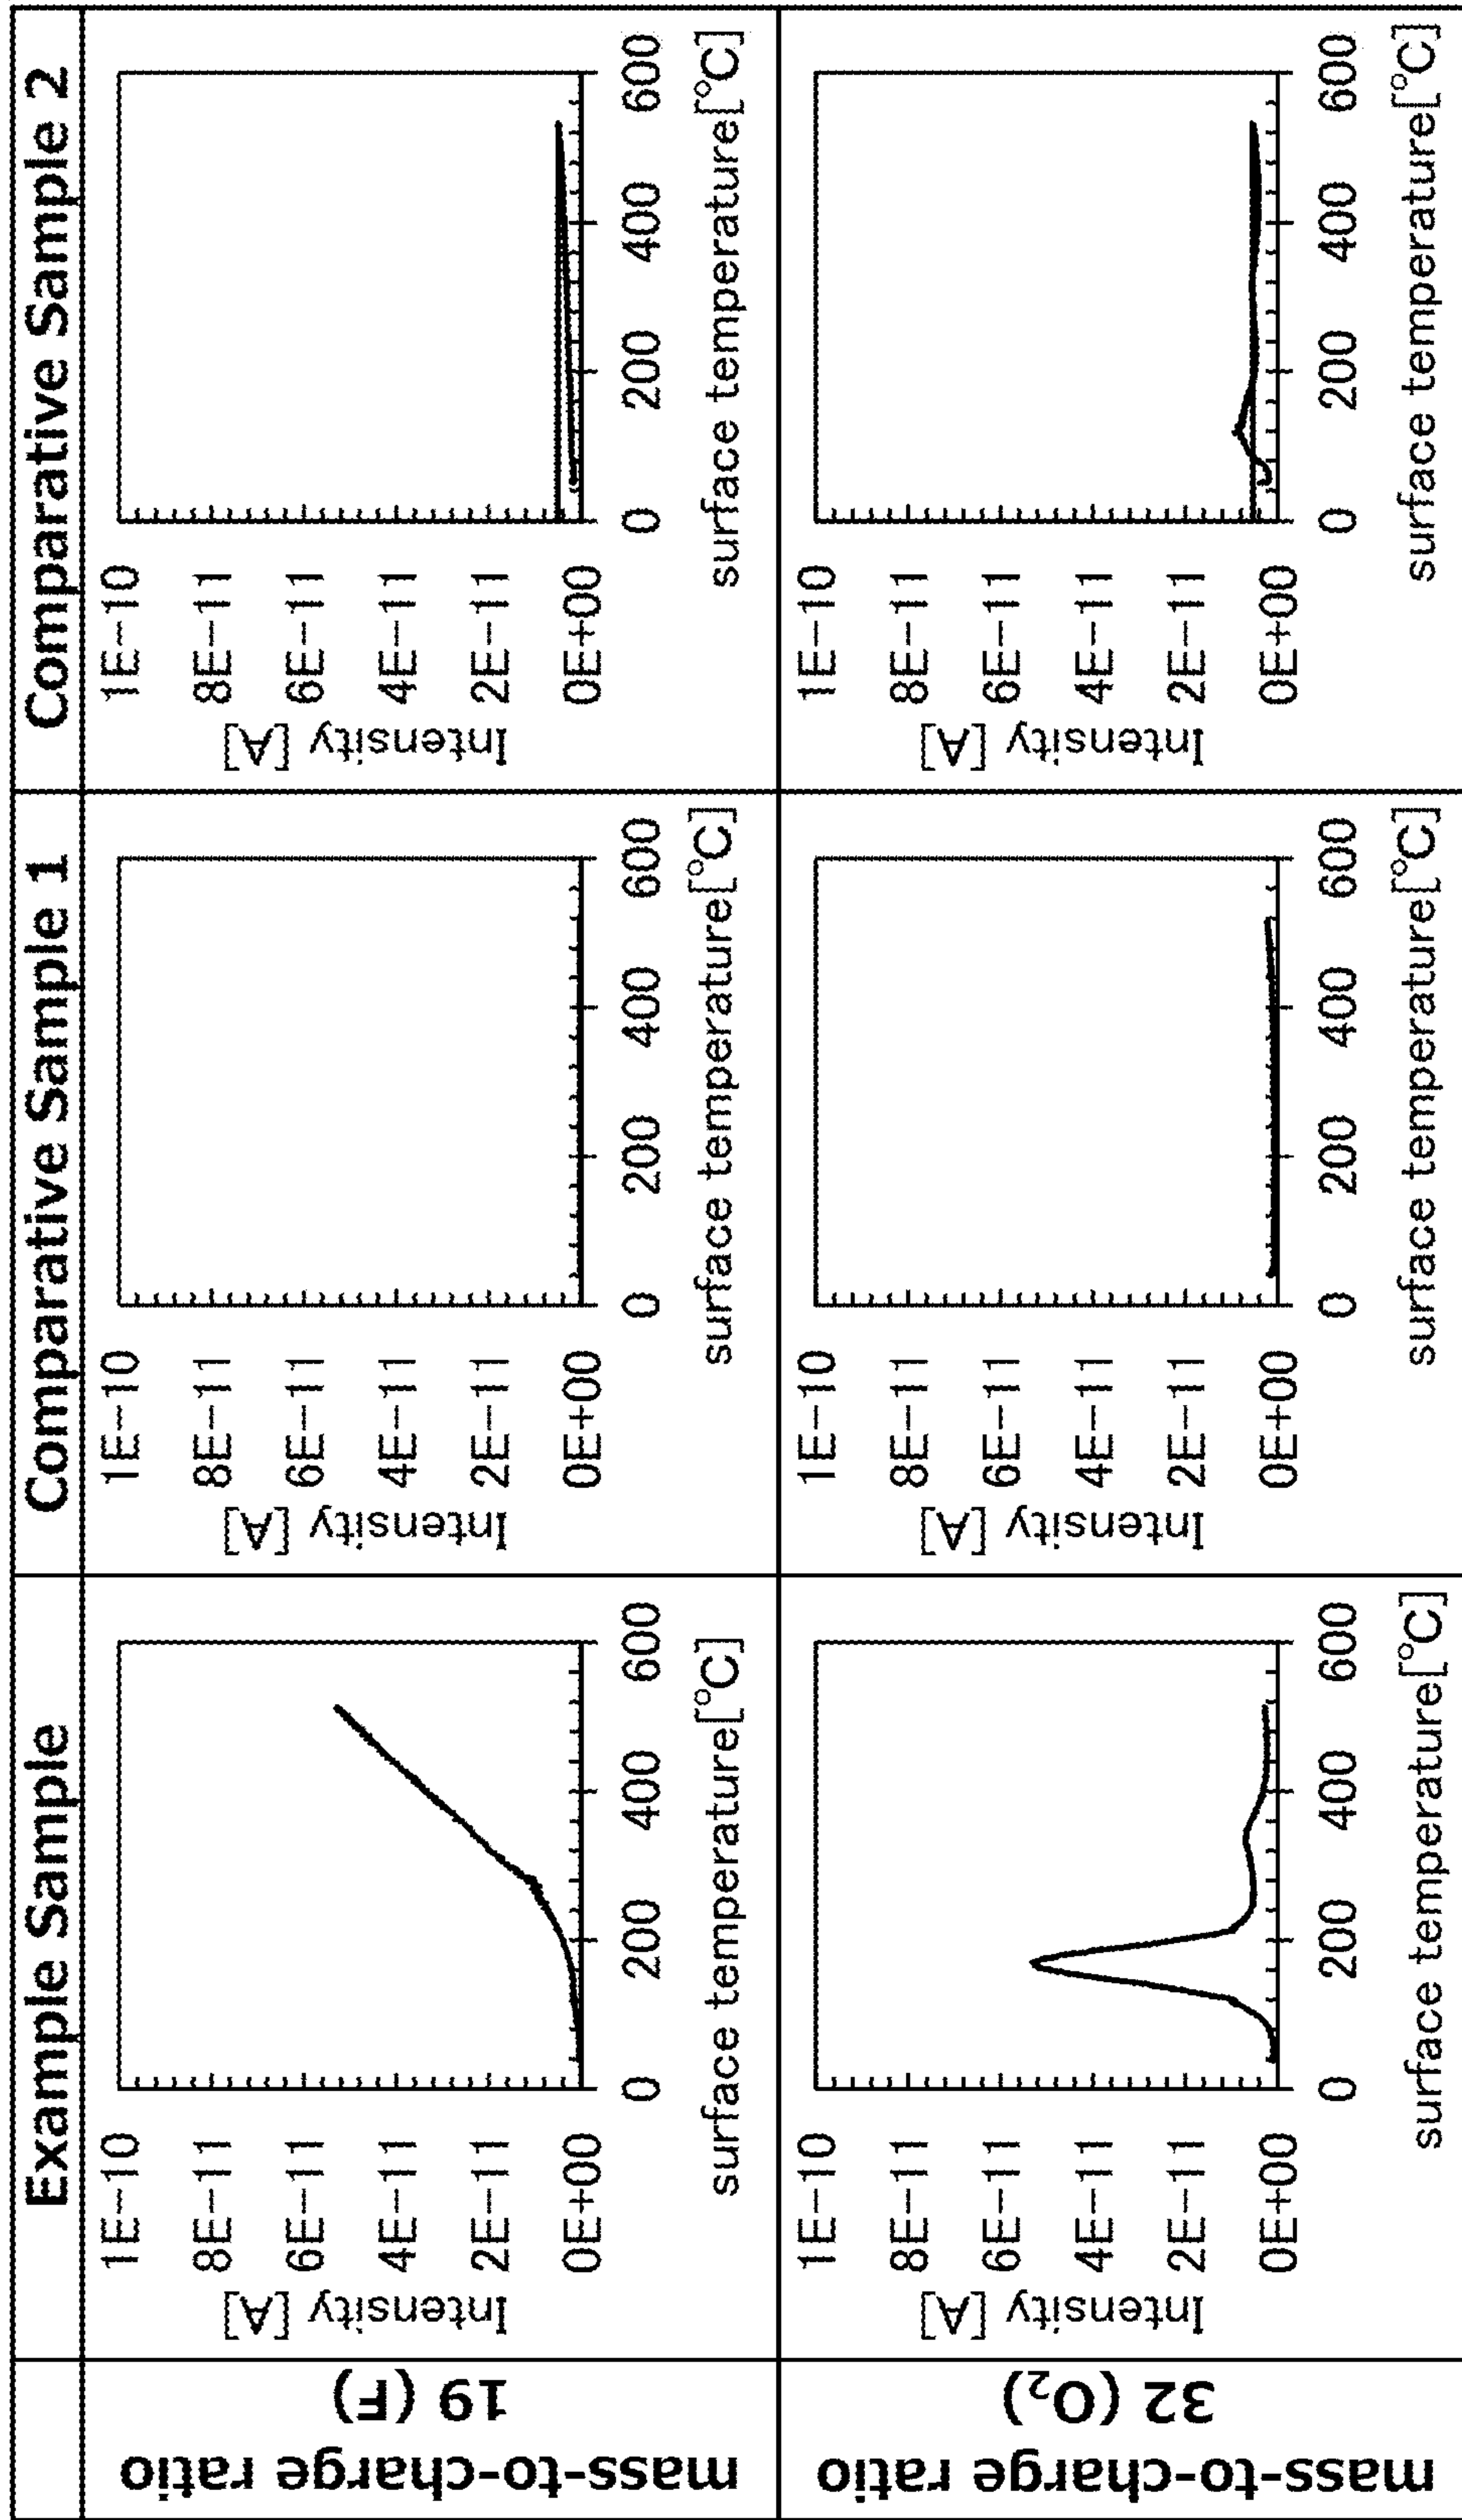 Example Sample
Comparative Sample 1
Comparative Sample 2
mass-to-charge ratio
19 (F)
Intensity [A]
1E-10
8E-11
6E-11
4E-11
2E-11
0E+00
0 200 400 600
surface temperature[°C]
Intensity [A]
1E-10
8E-11
6E-11
4E-11
2E-11
0E+00
0 200 400 600
surface temperature[°C]
Intensity [A]
1E-10
8E-11
6E-11
4E-11
2E-11
0E+00
0 200 400 600
surface temperature[°C]
mass-to-charge ratio
32 (O₂)
Intensity [A]
1E-10
8E-11
6E-11
4E-11
2E-11
0E+00
0 200 400 600
surface temperature[°C]
Intensity [A]
1E-10
8E-11
6E-11
4E-11
2E-11
0E+00
0 200 400 600
surface temperature[°C]
Intensity [A]
1E-10
8E-11
6E-11
4E-11
2E-11
0E+00
0 200 400 600
surface temperature[°C]